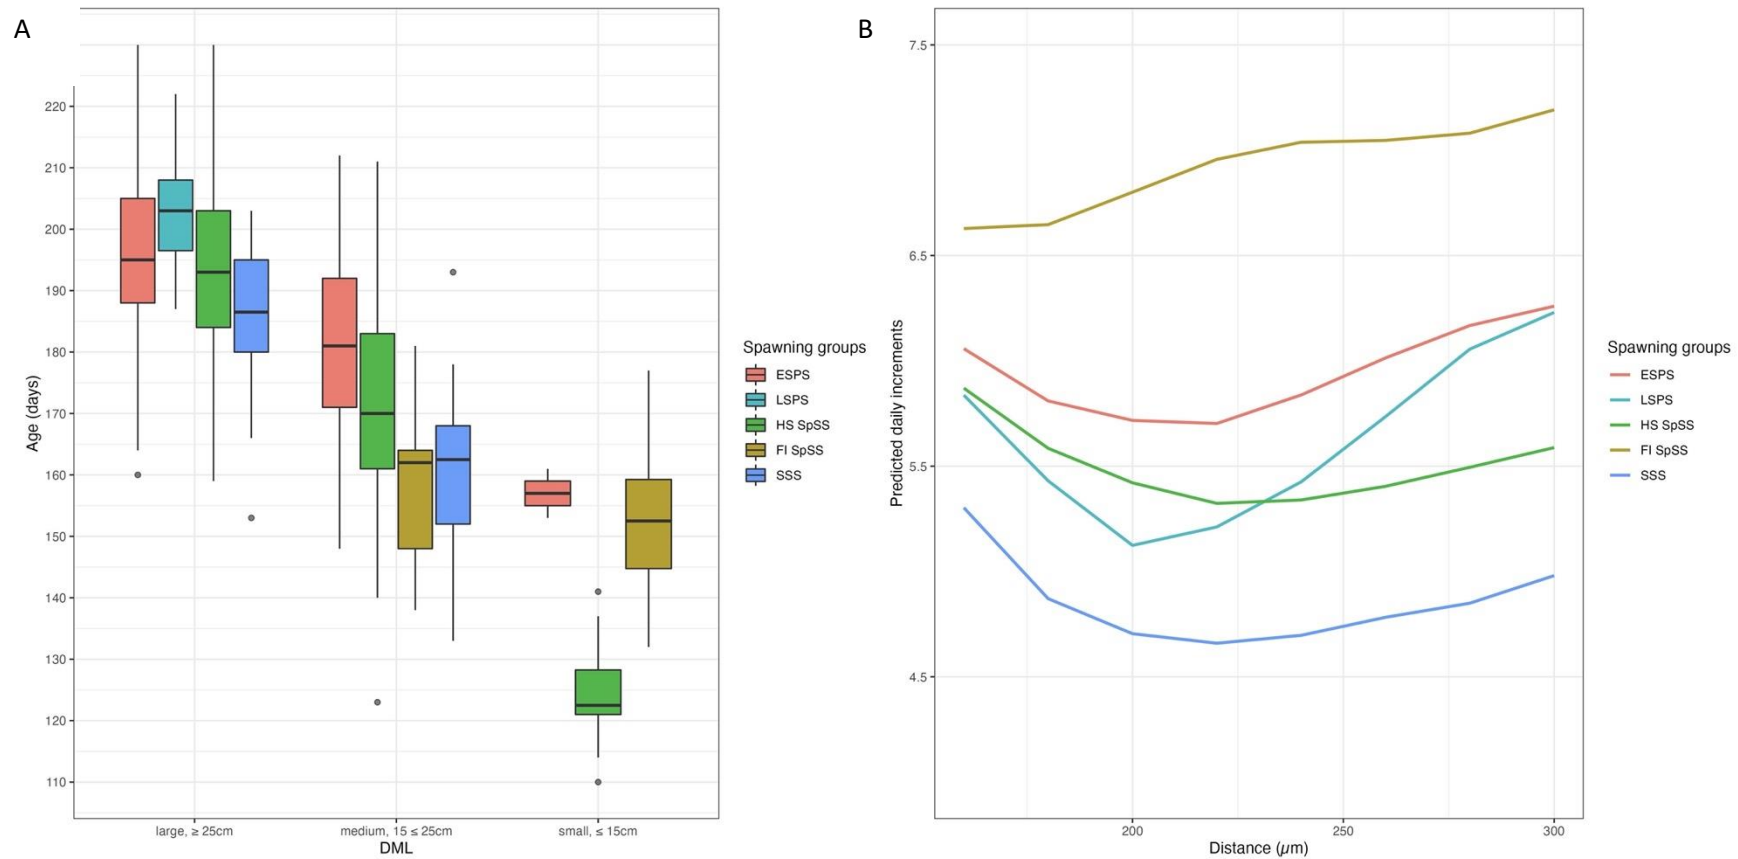 A
220
210
200
190
180
170
160
150
140
130
120
110
Age (days)
large, ≥ 25cm
medium, 15 ≤ 25cm
small, ≤ 15cm
DML
Spawning groups
ESPS
LSPS
HS SpSS
FI SpSS
SSS
B
7.5
6.5
5.5
4.5
Predicted daily increments
200
250
300
Distance (µm)
Spawning groups
ESPS
LSPS
HS SpSS
FI SpSS
SSS